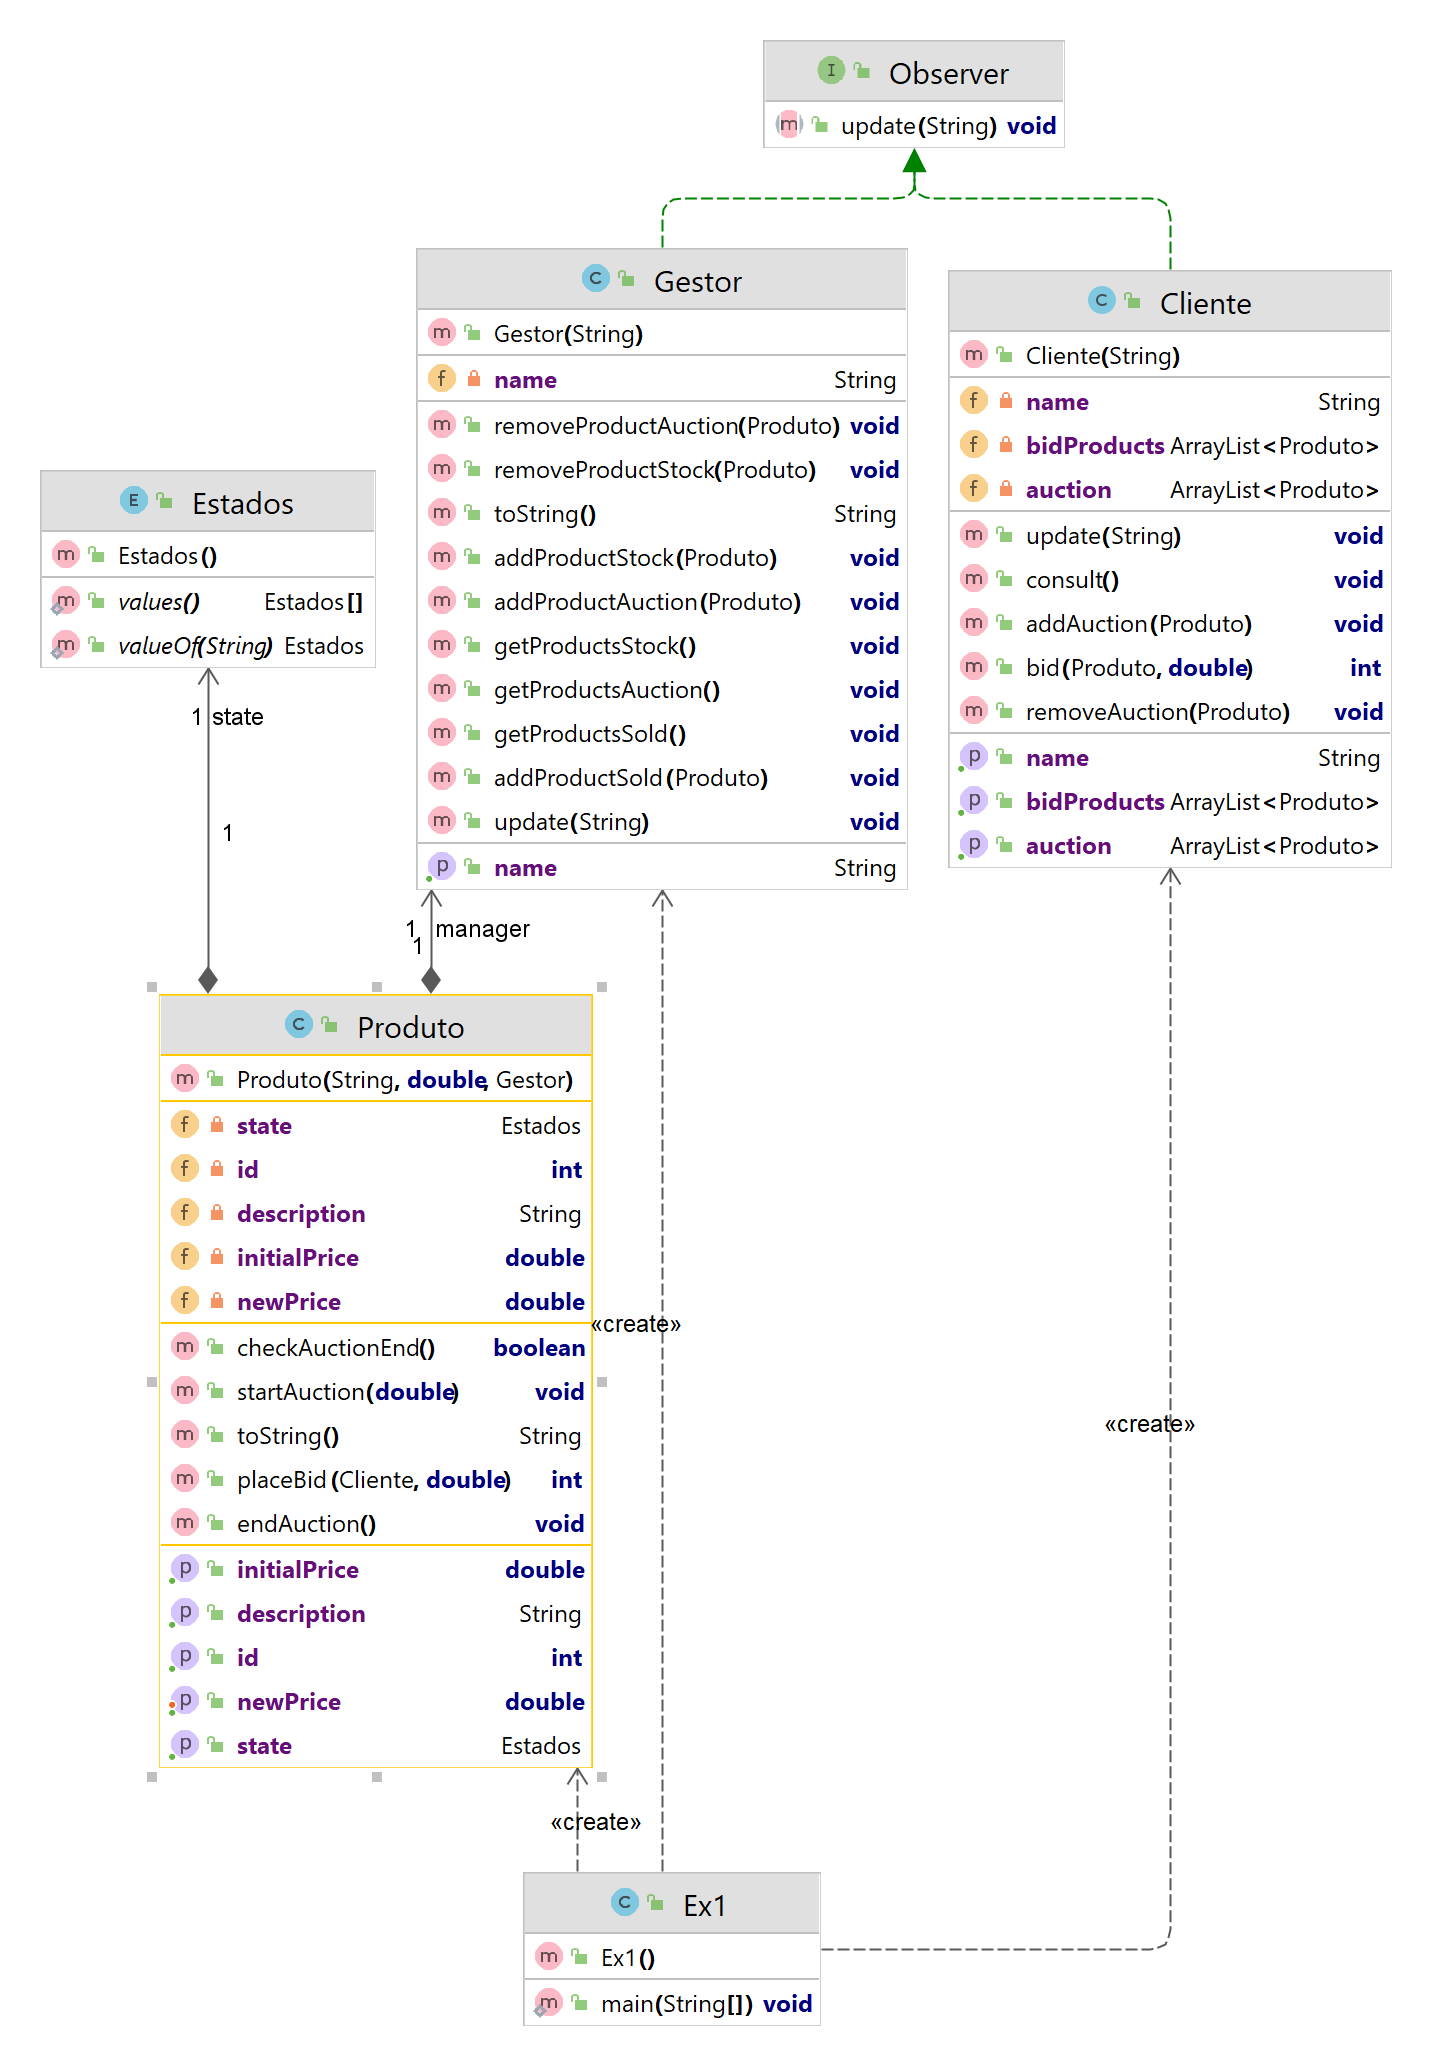 Observer
update(String) void
Gestor
Gestor(String)
name String
removeProductAuction(Produto) void
removeProductStock(Produto) void
toString() String
addProductStock(Produto) void
addProductAuction(Produto) void
getProductsStock() void
getProductsAuction() void
getProductsSold() void
addProductSold(Produto) void
update(String) void
name String
Cliente
Cliente(String)
name String
bidProducts ArrayList<Produto>
auction ArrayList<Produto>
update(String) void
consult() void
addAuction(Produto) void
bid(Produto, double) int
removeAuction(Produto) void
name String
bidProducts ArrayList<Produto>
auction ArrayList<Produto>
Estados
Estados()
values() Estados[]
valueOf(String) Estados
1 state
1
1 manager
1
Produto
Produto(String, double, Gestor)
state Estados
id int
description String
initialPrice double
newPrice double
checkAuctionEnd() boolean
startAuction(double) void
toString() String
placeBid(Cliente, double) int
endAuction() void
initialPrice double
description String
id int
newPrice double
state Estados
«create»
«create»
«create»
Ex1
Ex1()
main(String[]) void